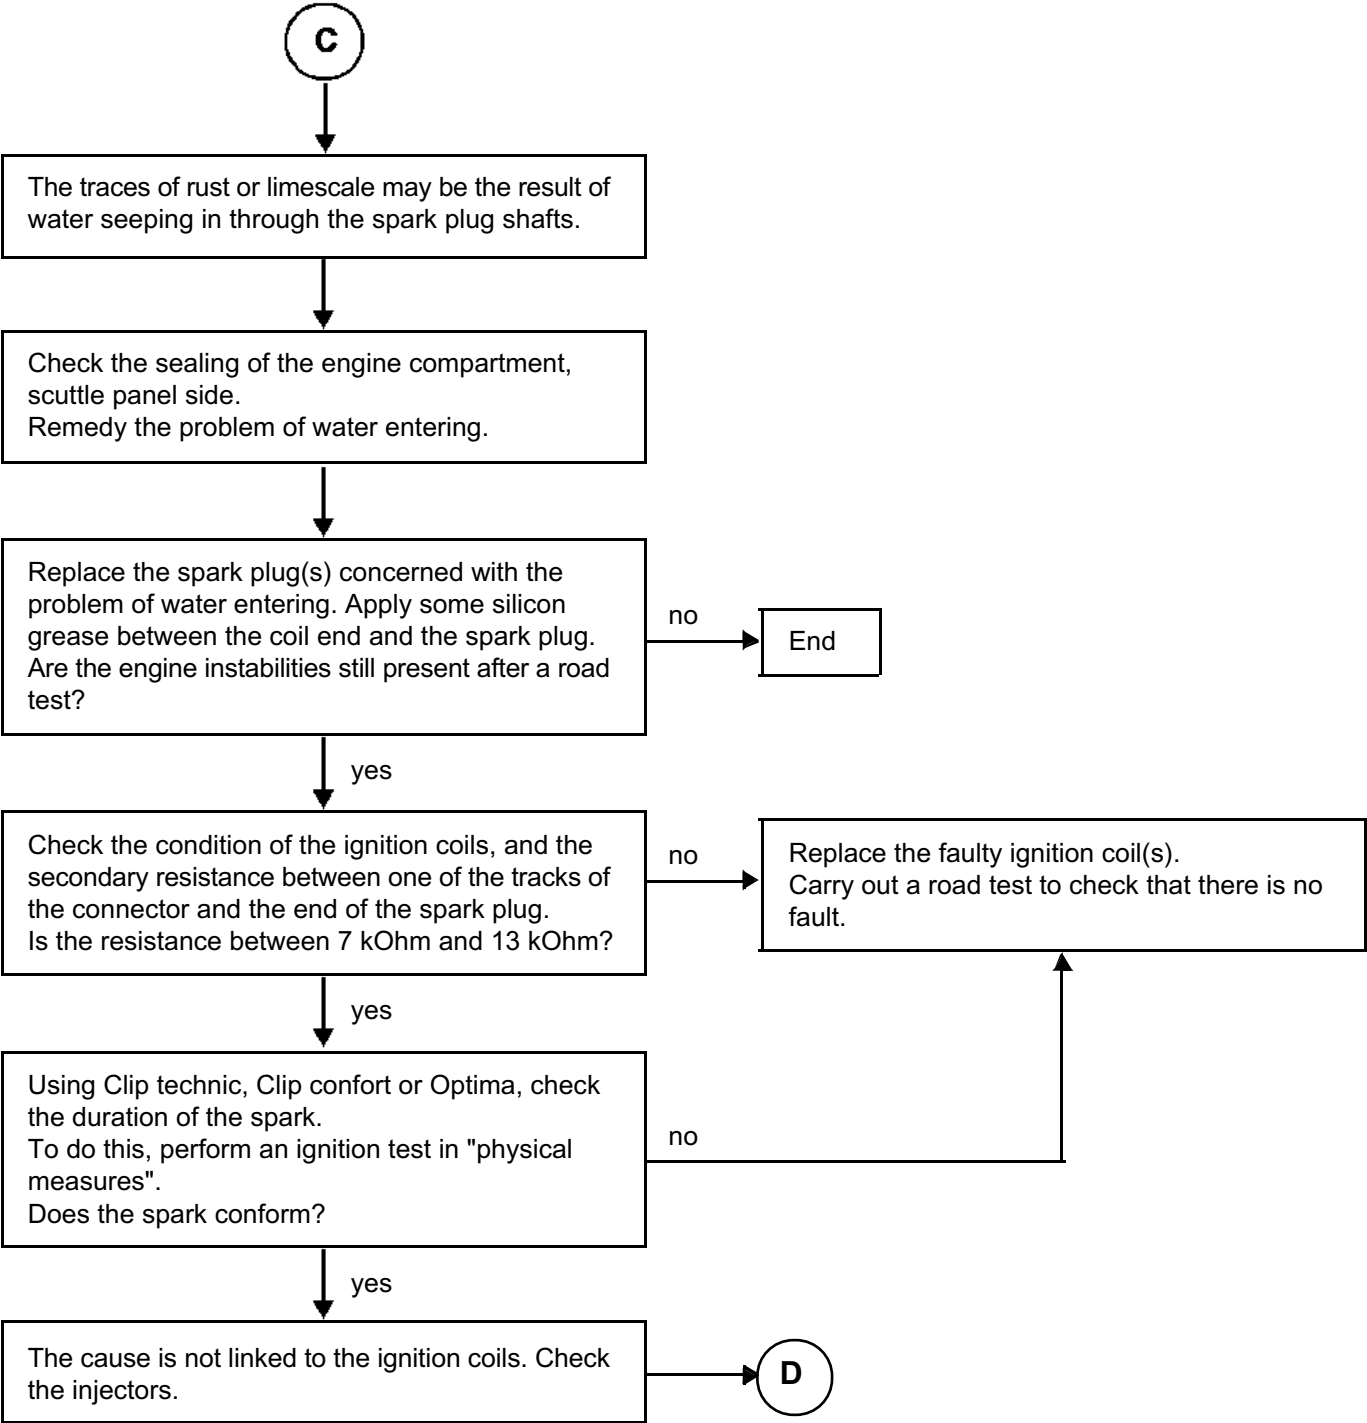 C
The traces of rust or limescale may be the result of
water seeping in through the spark plug shafts.
Check the sealing of the engine compartment,
scuttle panel side.
Remedy the problem of water entering.
Replace the spark plug(s) concerned with the
problem of water entering. Apply some silicon
grease between the coil end and the spark plug.
Are the engine instabilities still present after a road
test?
no
End
yes
Check the condition of the ignition coils, and the
secondary resistance between one of the tracks of
the connector and the end of the spark plug.
Is the resistance between 7 kOhm and 13 kOhm?
no
Replace the faulty ignition coil(s).
Carry out a road test to check that there is no
fault.
yes
Using Clip technic, Clip confort or Optima, check
the duration of the spark.
To do this, perform an ignition test in "physical
measures".
Does the spark conform?
no
yes
The cause is not linked to the ignition coils. Check
the injectors.
D